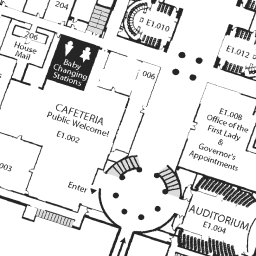 E1.010
E1.012
206
House
Mail
Baby
Changing
Stations
006
CAFETERIA
Public Welcome!
E1.002
E1.008
Office of the
First Lady
&
Governor's
Appointments
003
Enter
AUDITORIUM
E1.004